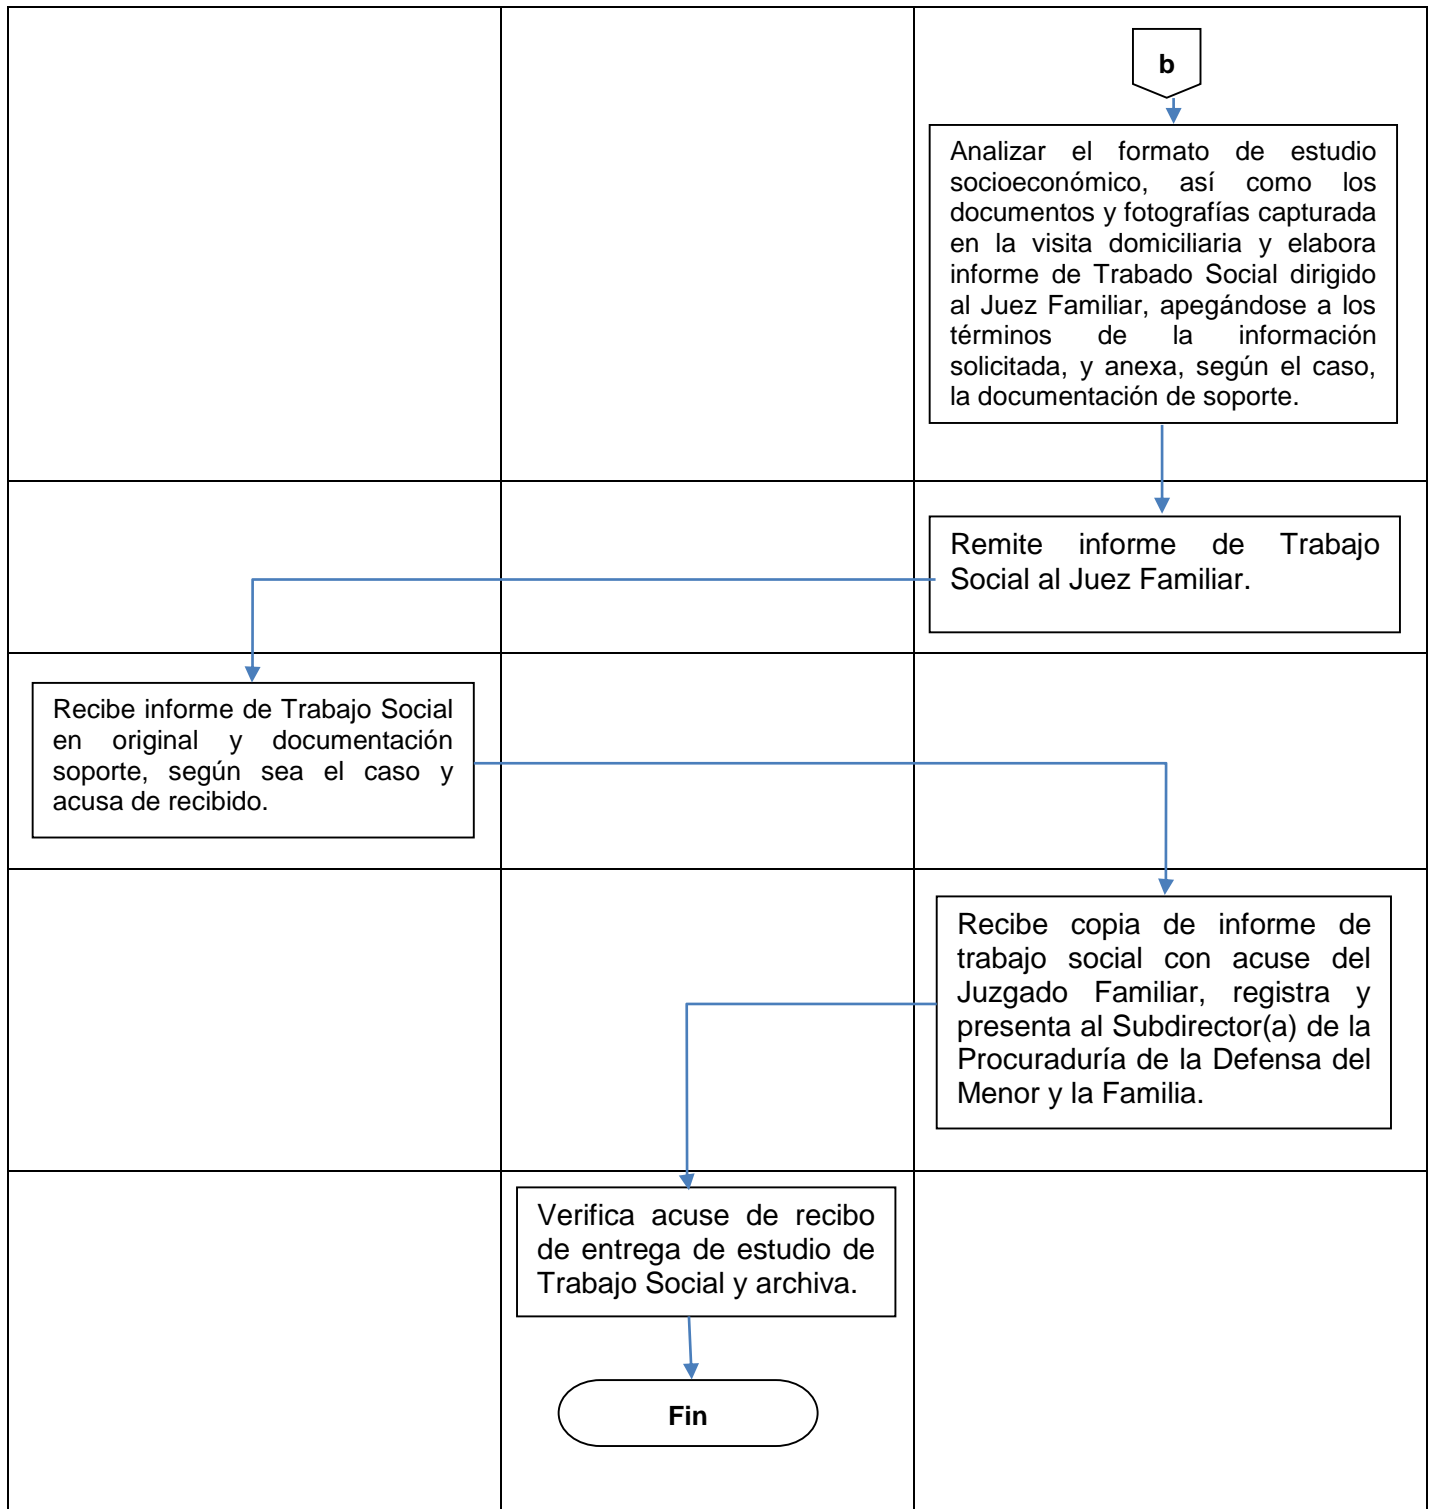 b
Analizar el formato de estudio
socioeconómico, así como los
documentos y fotografías capturada
en la visita domiciliaria y elabora
informe de Trabado Social dirigido
al Juez Familiar, apegándose a los
términos de la información
solicitada, y anexa, según el caso,
la documentación de soporte.
Remite informe de Trabajo
Social al Juez Familiar.
Recibe informe de Trabajo Social
en original y documentación
soporte, según sea el caso y
acusa de recibido.
Recibe copia de informe de
trabajo social con acuse del
Juzgado Familiar, registra y
presenta al Subdirector(a) de la
Procuraduría de la Defensa del
Menor y la Familia.
Verifica acuse de recibo
de entrega de estudio de
Trabajo Social y archiva.
Fin